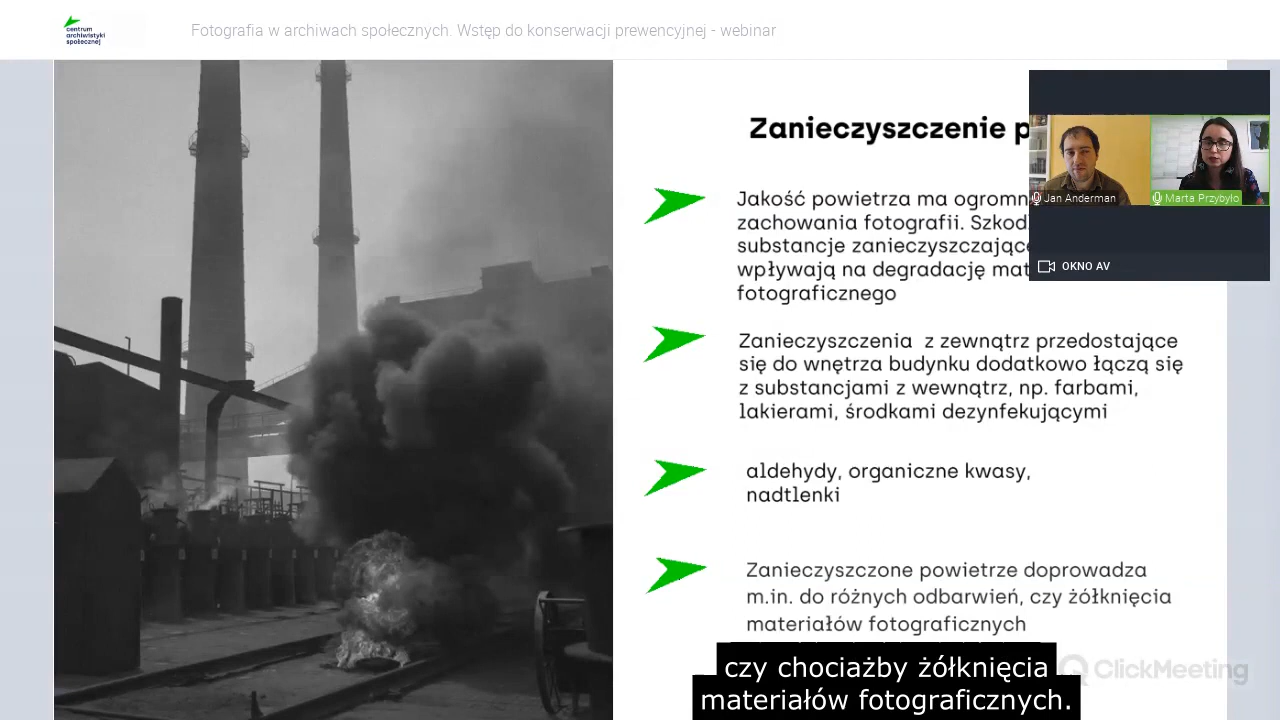 centrum
archiwistyki
społecznej
Fotografia w archiwach społecznych. Wstęp do konserwacji prewencyjnej - webinar
Zanieczyszczenie p
Jakość powietrza ma ogromn
zachowania fotografii. Szkod
substancje zanieczyszczające
wpływają na degradację mat
fotograficznego
Jan Anderman
Marta Przybyło
OKNO AV
Zanieczyszczenia z zewnątrz przedostające
się do wnętrza budynku dodatkowo łączą się
z substancjami z wewnątrz, np. farbami,
lakierami, środkami dezynfekującymi
aldehydy, organiczne kwasy,
nadtlenki
Zanieczyszczone powietrze doprowadza
m.in. do różnych odbarwień, czy żółknięcia
materiałów fotograficznych
czy chociażby żółknięcia
materiałów fotograficznych.
ClickMeeting